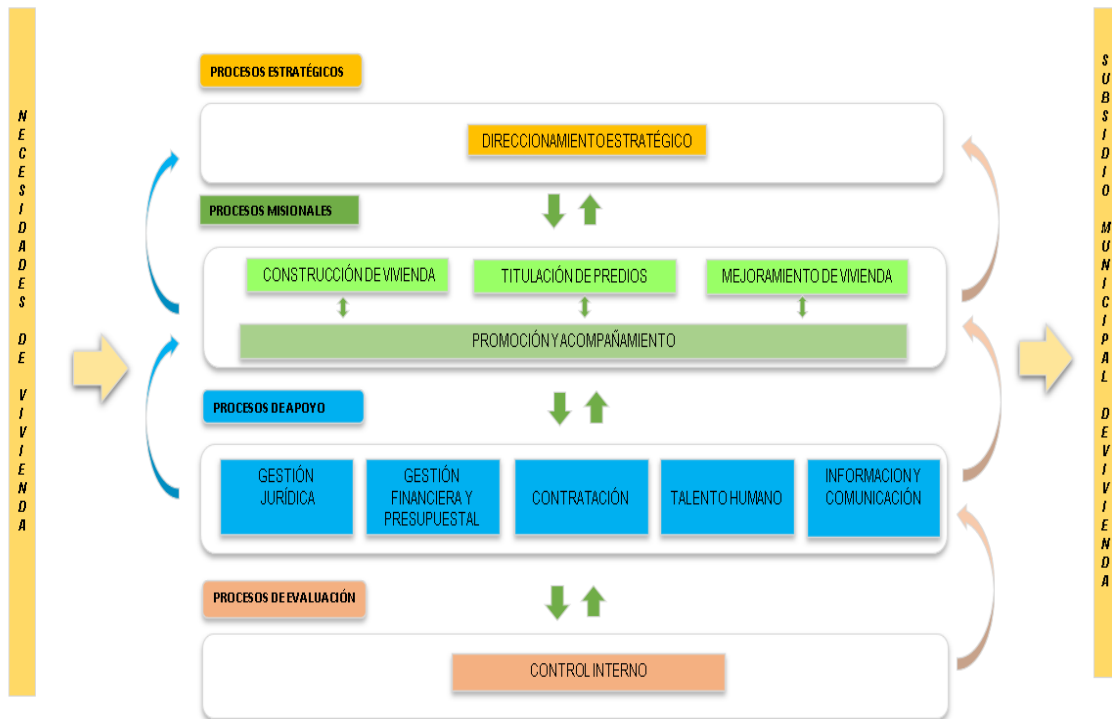 NECESIDADES DE VIVIENDA
PROCESOS ESTRATÉGICOS
DIRECCIONAMIENTO ESTRATÉGICO
PROCESOS MISIONALES
CONSTRUCCIÓN DE VIVIENDA
TITULACIÓN DE PREDIOS
MEJORAMIENTO DE VIVIENDA
PROMOCIÓN Y ACOMPAÑAMIENTO
PROCESOS DE APOYO
GESTIÓN
JURÍDICA
GESTIÓN
FINANCIERA Y
PRESUPUESTAL
CONTRATACIÓN
TALENTO HUMANO
INFORMACION Y
COMUNICACIÓN
PROCESOS DE EVALUACIÓN
CONTROL INTERNO
SUBSIDIO MUNICIPAL DE VIVIENDA